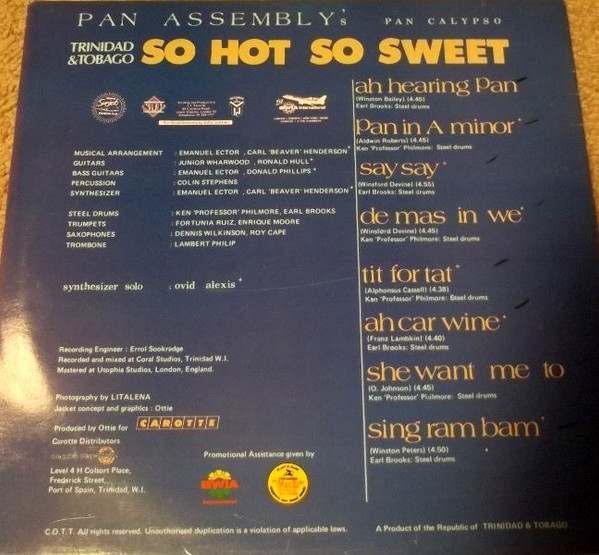 PAN ASSEMBLY's PAN CALYPSO
TRINIDAD &TOBAGO SO HOT SO SWEET
MUSICAL ARRANGEMENT : EMANUEL ECTOR , CARL 'BEAVER' HENDERSON+
GUITARS : JUNIOR WHARWOOD , RONALD HULL+
BASS GUITARS : EMANUEL ECTOR , DONALD PHILLIPS+
PERCUSSION : COLIN STEPHENS
SYNTHESIZER : EMANUEL ECTOR , CARL 'BEAVER' HENDERSON+
STEEL DRUMS : KEN 'PROFESSOR' PHILMORE, EARL BROOKS
TRUMPETS : FORTUNIA RUIZ, ENRIQUE MOORE
SAXOPHONES : DENNIS WILKINSON, ROY CAPE
TROMBONE : LAMBERT PHILIP
synthesizer solo : ovid alexis+
Recording Engineer : Errol Sookradge
Recorded and mixed at Coral Studios, Trinidad W.I.
Mastered at Utophia Studios, London, England.
Photography by LITALENA
Jacket concept and graphics : Ottie
Produced by Ottie for CAROTTE
Carotte Distributors
Level 4 H Colsort Place,
Frederick Street,
Port of Spain, Trinidad, W.I.
Promotional Assistance given by
BWIA
International
ah hearing Pan
(Winston Bailey) (4.45)
Earl Brooks: Steel drums
Pan in A minor
(Aldwin Roberts) (4.45)
Ken 'Professor' Philmore: Steel drums
say say
(Winsford Devine) (4.55)
Earl Brooks: Steel drums
de mas in we
(Winsford Devine) (4.45)
Ken 'Professor' Philmore: Steel drums
tit for tat
(Alphonsus Cassell) (4.38)
Ken 'Professor' Philmore: Steel drums
ah car wine
(Franz Lambkin) (4.40)
Earl Brooks: Steel drums
she want me to
(O. Johnson) (4.45)
Ken 'Professor' Philmore: Steel drums
sing ram bam
(Winston Peters) (4.50)
Earl Brooks: Steel drums
C.O.T.T. All rights reserved. Unauthorised duplication is a violation of applicable laws.
A Product of the Republic of TRINIDAD & TOBAGO